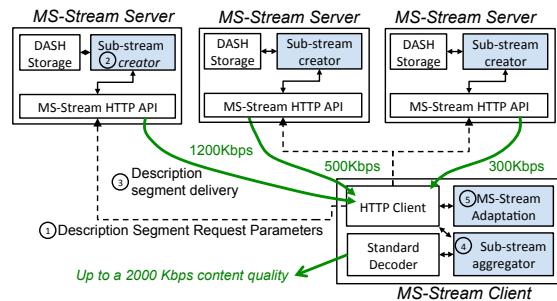 MS-Stream Server
MS-Stream Server
MS-Stream Server
DASH
Storage
Sub-stream
② creator
MS-Stream HTTP API
DASH
Storage
Sub-stream
creator
MS-Stream HTTP API
DASH
Storage
Sub-stream
creator
MS-Stream HTTP API
1200Kbps
500Kbps
300Kbps
③ Description
segment delivery
① Description Segment Request Parameters
HTTP Client
⑤ MS-Stream
Adaptation
Standard
Decoder
④ Sub-stream
aggregator
Up to a 2000 Kbps content quality
MS-Stream Client